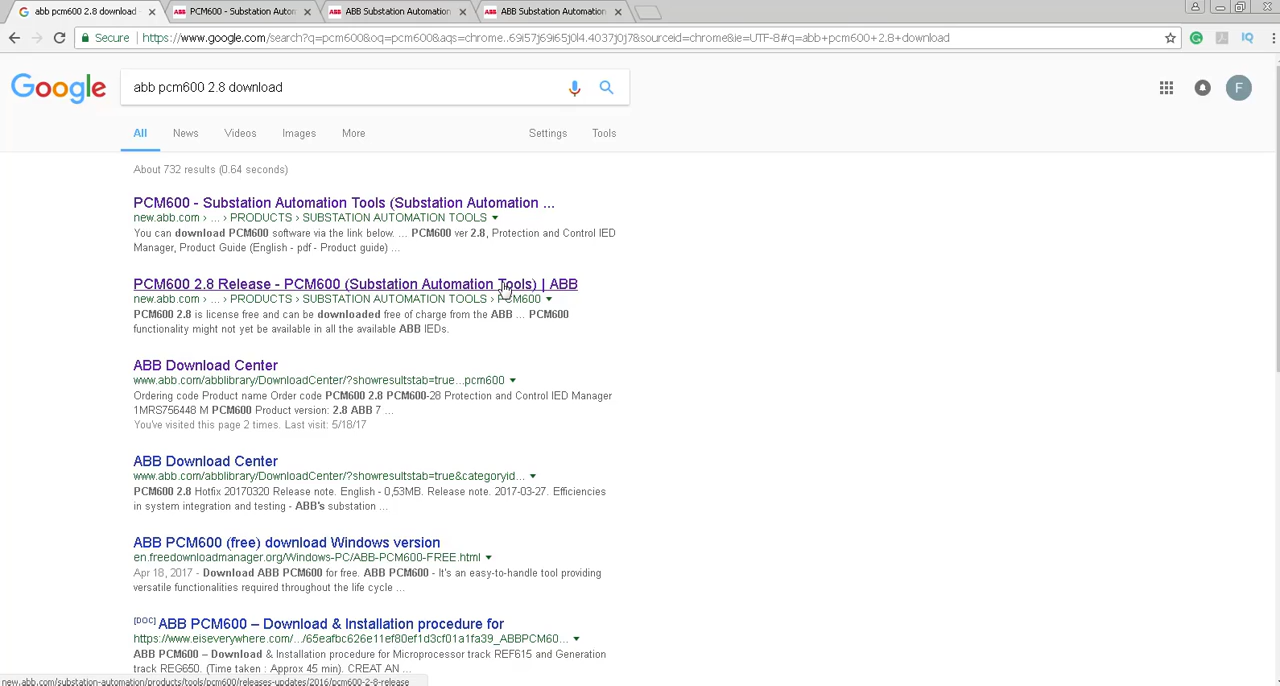 abb pcm600 2.8 download
PCM600 - Substation Autom
ABB Substation Automation
ABB Substation Automation
Secure
https://www.google.com/search?q=pcm600&oq=pcm600&aqs=chrome..69i57j69i65j0l4.4037j0j7&sourceid=chrome&ie=UTF-8#q=abb+pcm600+2.8+download
Google
abb pcm600 2.8 download
F
All News Videos Images More Settings Tools
About 732 results (0.64 seconds)
PCM600 - Substation Automation Tools (Substation Automation ...
new.abb.com › ... › PRODUCTS › SUBSTATION AUTOMATION TOOLS
You can download PCM600 software via the link below. ... PCM600 ver 2.8, Protection and Control IED
Manager, Product Guide (English - pdf - Product guide) ...
PCM600 2.8 Release - PCM600 (Substation Automation Tools) | ABB
new.abb.com › ... › PRODUCTS › SUBSTATION AUTOMATION TOOLS › PCM600
PCM600 2.8 is license free and can be downloaded free of charge from the ABB ... PCM600
functionality might not yet be available in all the available ABB IEDs.
ABB Download Center
www.abb.com/abblibrary/DownloadCenter/?showresultstab=true...pcm600
Ordering code Product name Order code PCM600 2.8 PCM600-28 Protection and Control IED Manager
1MRS756448 M PCM600 Product version: 2.8 ABB 7 ...
You've visited this page 2 times. Last visit: 5/18/17
ABB Download Center
www.abb.com/abblibrary/DownloadCenter/?showresultstab=true&categoryid...
PCM600 2.8 Hotfix 20170320 Release note. English - 0,53MB. Release note. 2017-03-27. Efficiencies
in system integration and testing - ABB's substation ...
ABB PCM600 (free) download Windows version
en.freedownloadmanager.org/Windows-PC/ABB-PCM600-FREE.html
Apr 18, 2017 - Download ABB PCM600 for free. ABB PCM600 - It's an easy-to-handle tool providing
versatile functionalities required throughout the life cycle ...
[DOC] ABB PCM600 – Download & Installation procedure for
https://www.eiseverywhere.com/.../65eafbc626e11ef80ef1d3cf01a1fa39_ABBPCM60...
ABB PCM600 – Download & Installation procedure for Microprocessor track REF615 and Generation
track REG650. (Time taken : Approx 45 min). CREAT AN ...
new.abb.com/substation-automation/products/tools/pcm600/releases-updates/2016/pcm600-2-8-release